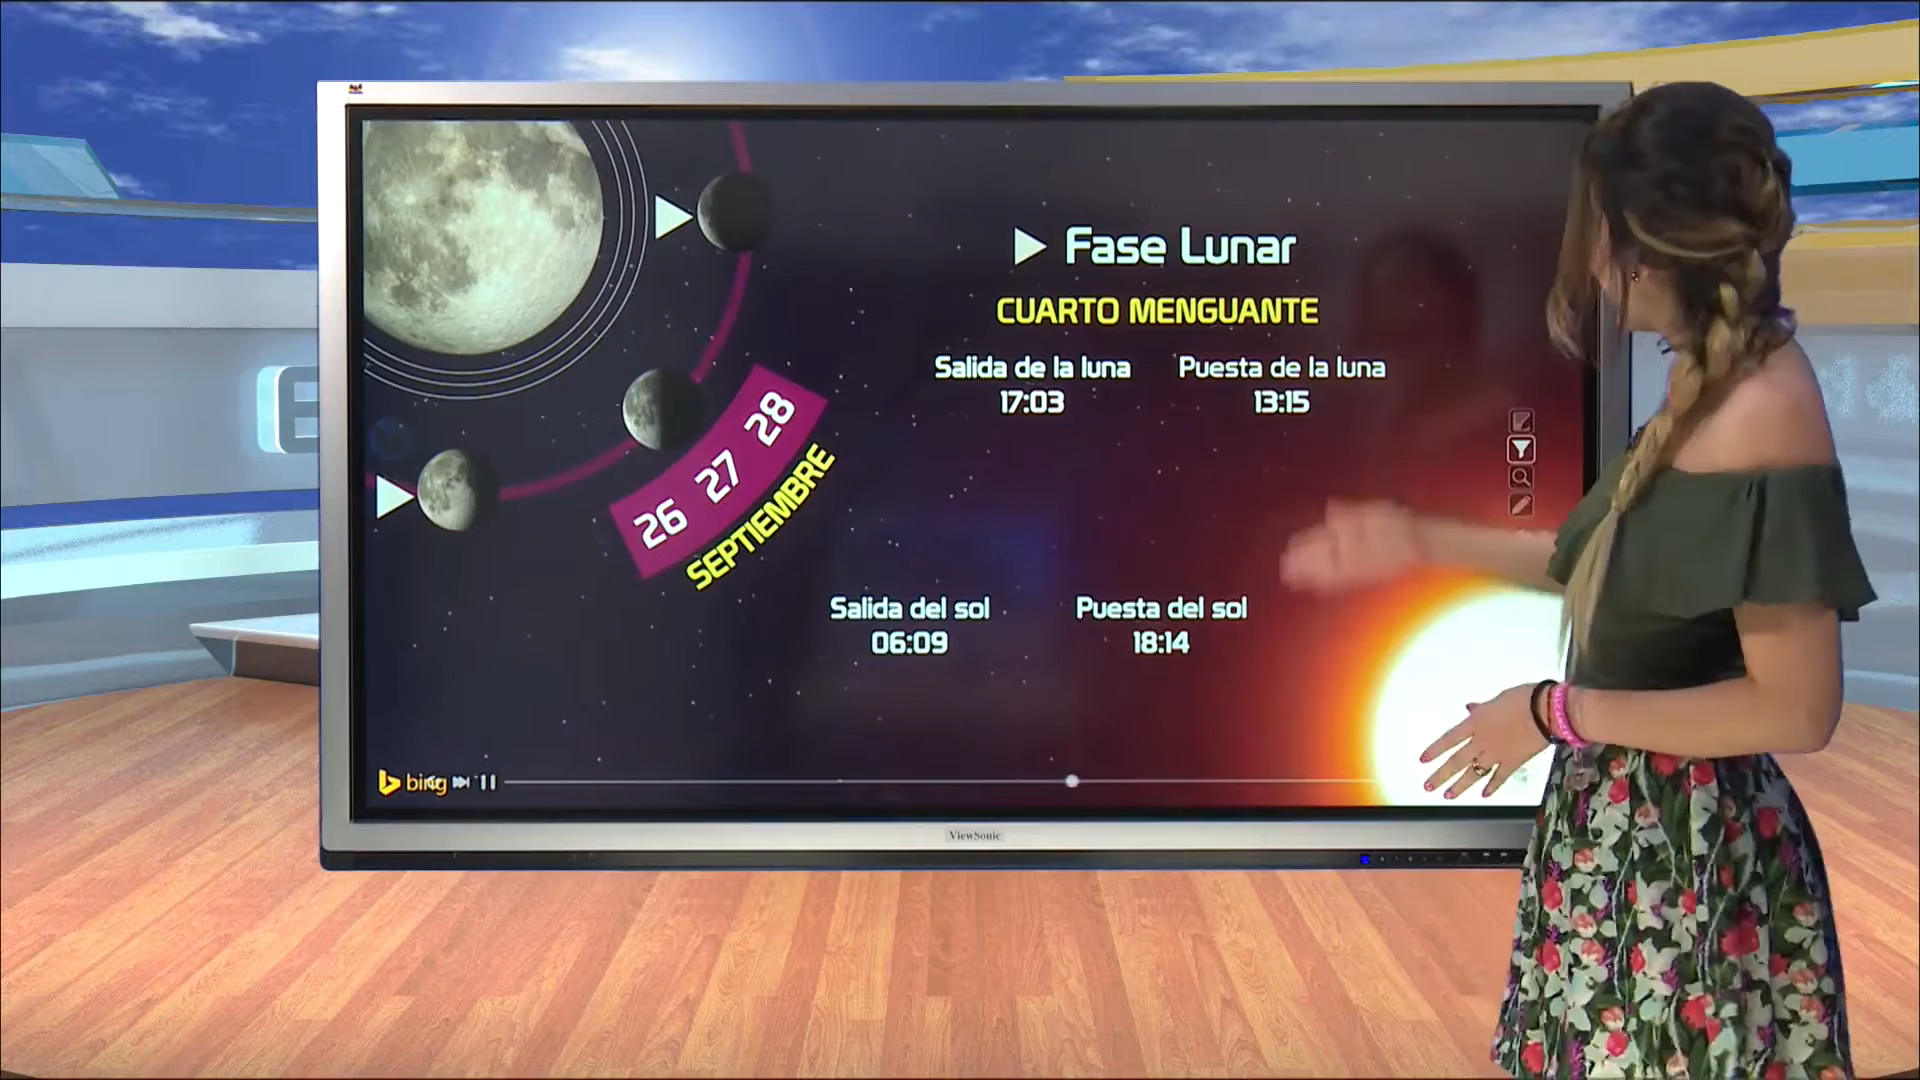 Fase Lunar
CUARTO MENGUANTE
Salida de la luna
17:03
Puesta de la luna
13:15
26 27 28
SEPTIEMBRE
Salida del sol
06:09
Puesta del sol
18:14
bing
ViewSonic